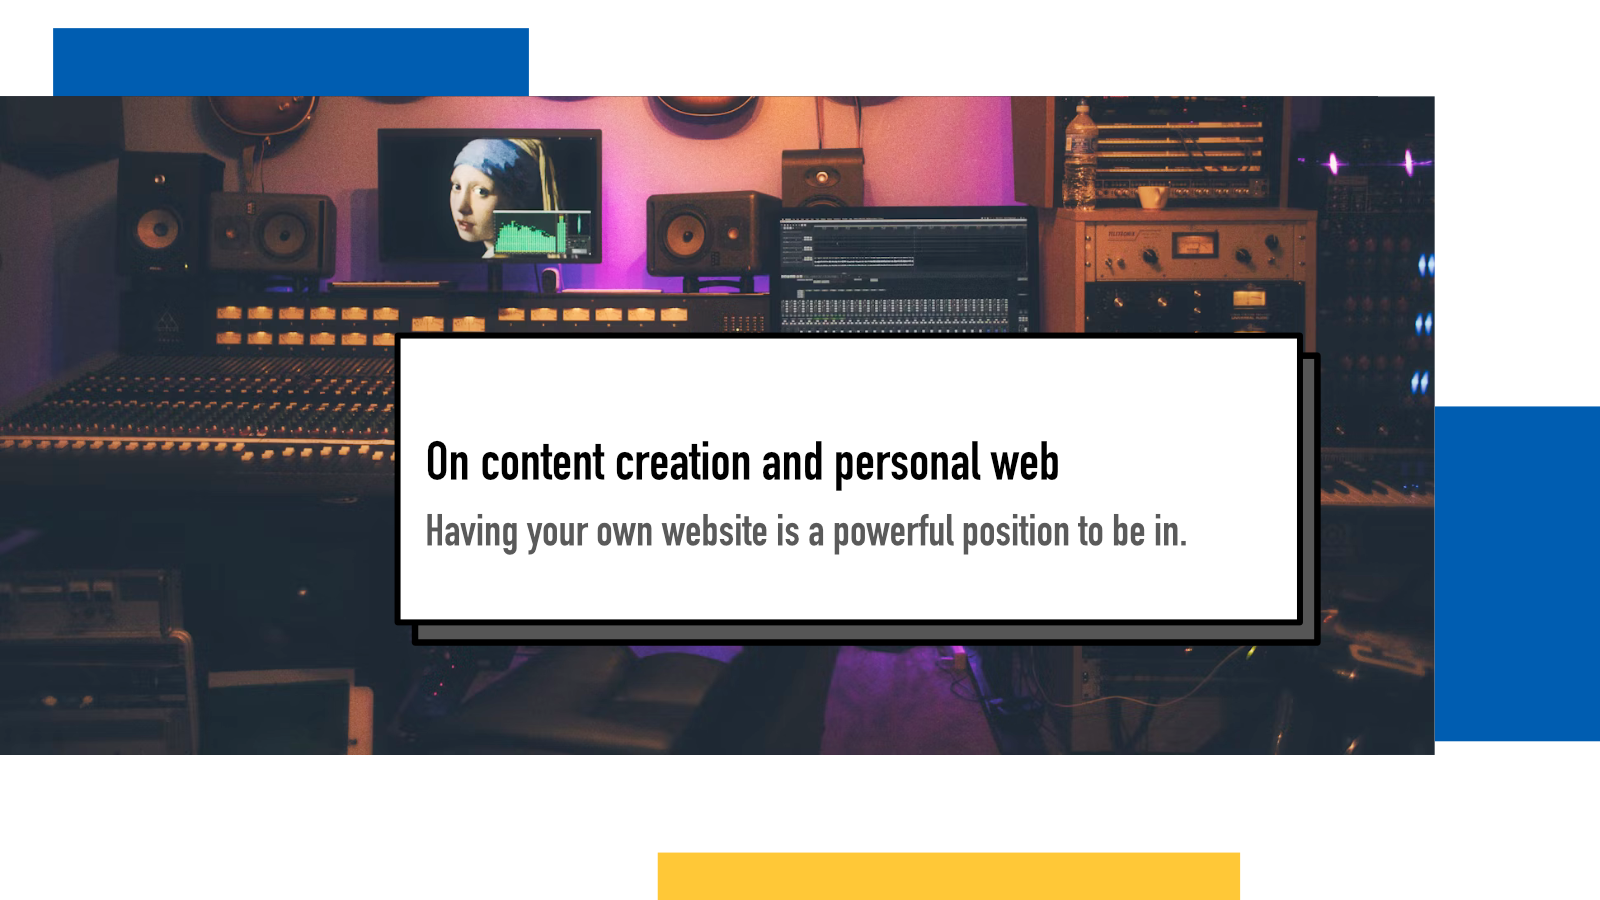 On content creation and personal web
Having your own website is a powerful position to be in.